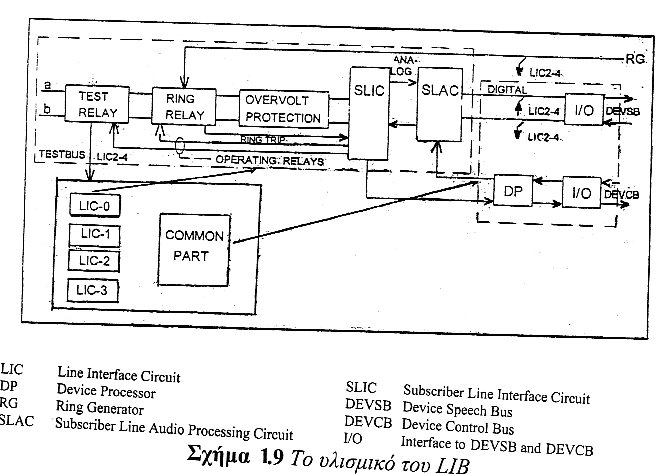 RG
ANA-
LOG
LIC2-4
a
b
TEST
RELAY
RING
RELAY
OVERVOLT
PROTECTION
SLIC
SLAC
DIGITAL
LIC2-4
LIC2-4
I/O
DEVSB
RING TRIP
OPERATING RELAYS
TESTBUS LIC2-4
DP
I/O
DEVCB
LIC-0
LIC-1
LIC-2
LIC-3
COMMON
PART
LIC Line Interface Circuit
DP Device Processor
RG Ring Generator
SLAC Subscriber Line Audio Processing Circuit
SLIC Subscriber Line Interface Circuit
DEVSB Device Speech Bus
DEVCB Device Control Bus
I/O Interface to DEVSB and DEVCB
Σχήμα 1.9 Το υλισμικό του LIB